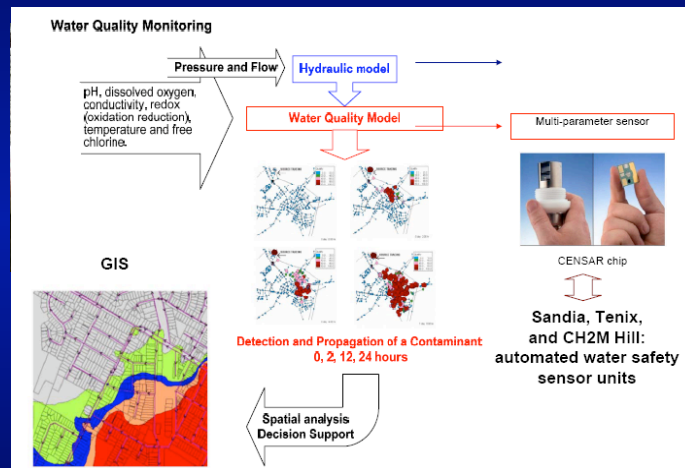 Water Quality Monitoring
Pressure and Flow
Hydraulic model
pH, dissolved oxygen,
conductivity, redox
(oxidation reduction),
temperature and free
chlorine.
Water Quality Model
Multi-parameter sensor
CENSAR chip
GIS
Detection and Propagation of a Contaminant
0, 2, 12, 24 hours
Sandia, Tenix,
and CH2M Hill:
automated water safety
sensor units
Spatial analysis
Decision Support